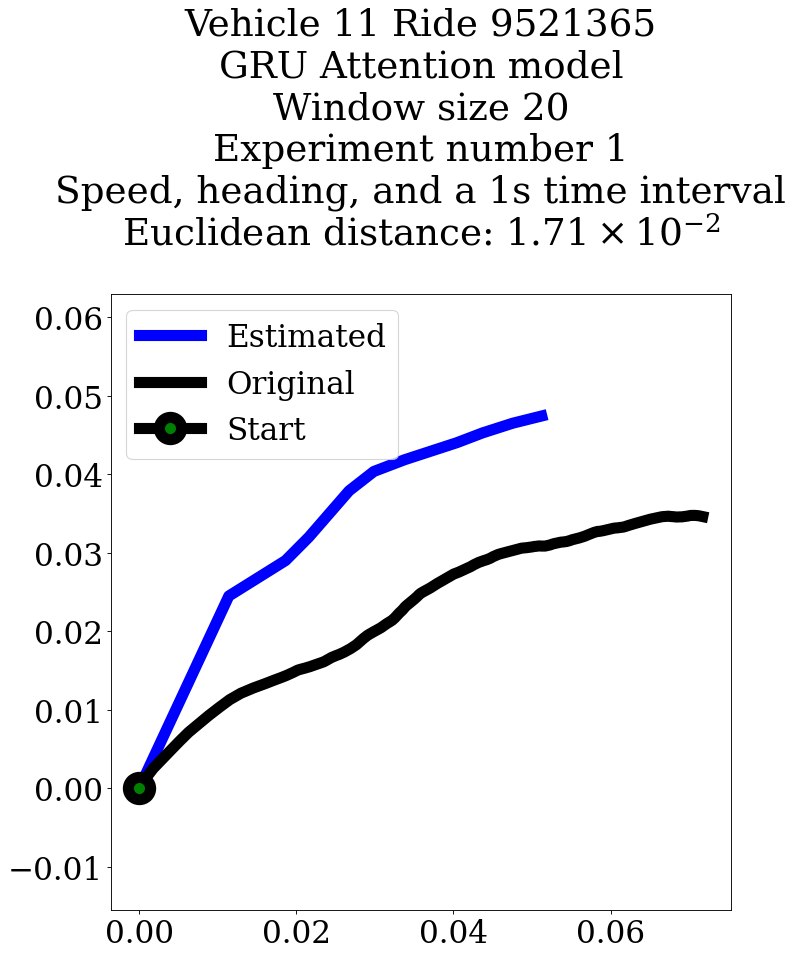 Vehicle 11 Ride 9521365
GRU Attention model
Window size 20
Experiment number 1
Speed, heading, and a 1s time interval
Euclidean distance: 1.71 × 10⁻²
0.06
0.05
0.04
0.03
0.02
0.01
0.00
−0.01
Estimated
Original
Start
0.00 0.02 0.04 0.06